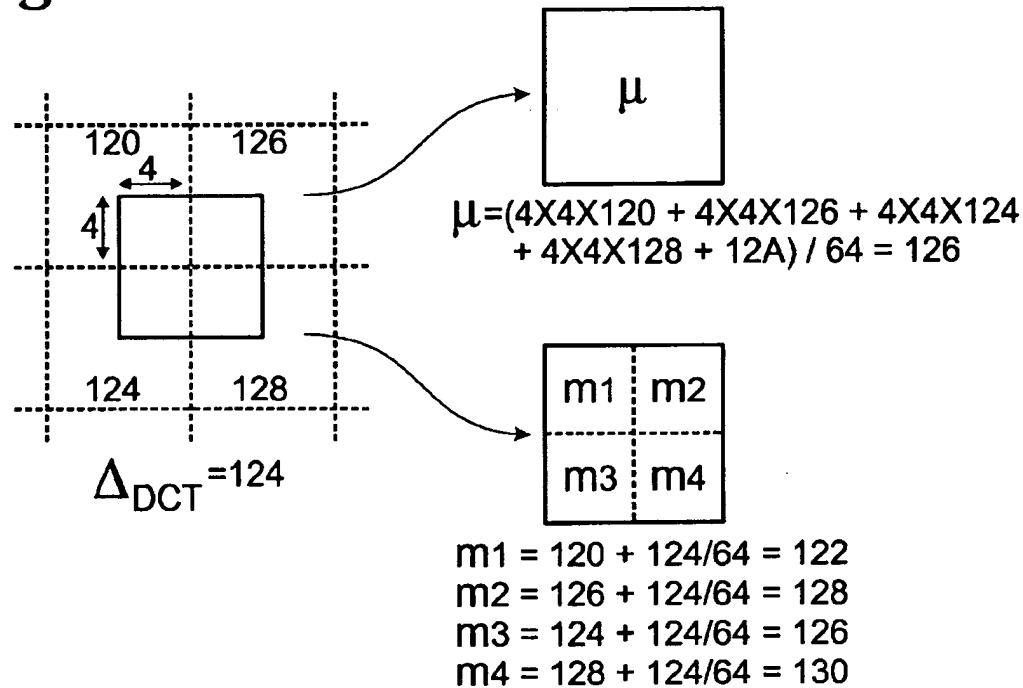 g
120 126
4
4
124 128
ΔDCT=124
μ
μ=(4X4X120 + 4X4X126 + 4X4X124
+ 4X4X128 + 12A) / 64 = 126
m1 m2
m3 m4
m1 = 120 + 124/64 = 122
m2 = 126 + 124/64 = 128
m3 = 124 + 124/64 = 126
m4 = 128 + 124/64 = 130